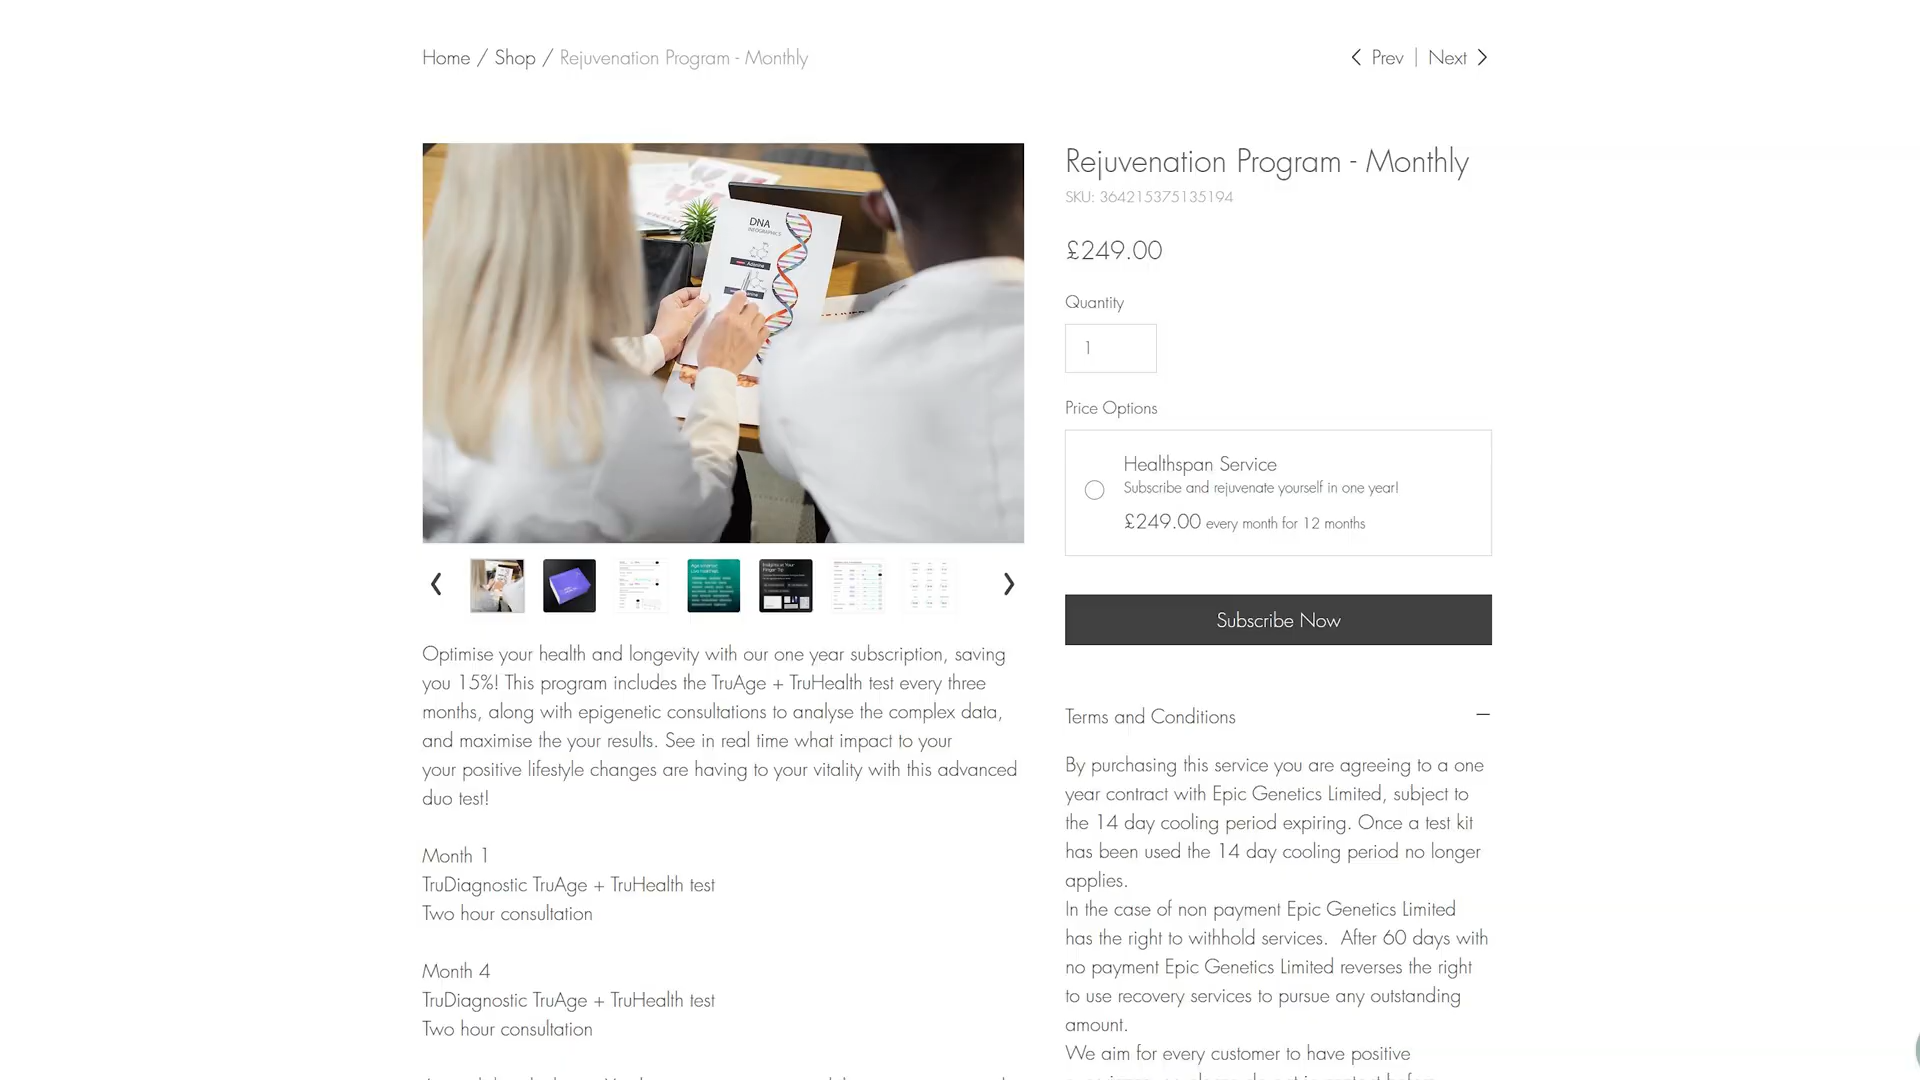 Home / Shop / Rejuvenation Program - Monthly
Prev | Next
DNA
INFOGRAPHICS
Adenine
Rejuvenation Program - Monthly
SKU: 364215375135194
£249.00
Quantity
1
Price Options
Healthspan Service
Subscribe and rejuvenate yourself in one year!
£249.00 every month for 12 months
Subscribe Now
Optimise your health and longevity with our one year subscription, saving
you 15%! This program includes the TruAge + TruHealth test every three
months, along with epigenetic consultations to analyse the complex data,
and maximise the your results. See in real time what impact to your
your positive lifestyle changes are having to your vitality with this advanced
duo test!
Month 1
TruDiagnostic TruAge + TruHealth test
Two hour consultation
Month 4
TruDiagnostic TruAge + TruHealth test
Two hour consultation
Terms and Conditions
By purchasing this service you are agreeing to a one
year contract with Epic Genetics Limited, subject to
the 14 day cooling period expiring. Once a test kit
has been used the 14 day cooling period no longer
applies.
In the case of non payment Epic Genetics Limited
has the right to withhold services.  After 60 days with
no payment Epic Genetics Limited reverses the right
to use recovery services to pursue any outstanding
amount.
We aim for every customer to have positive